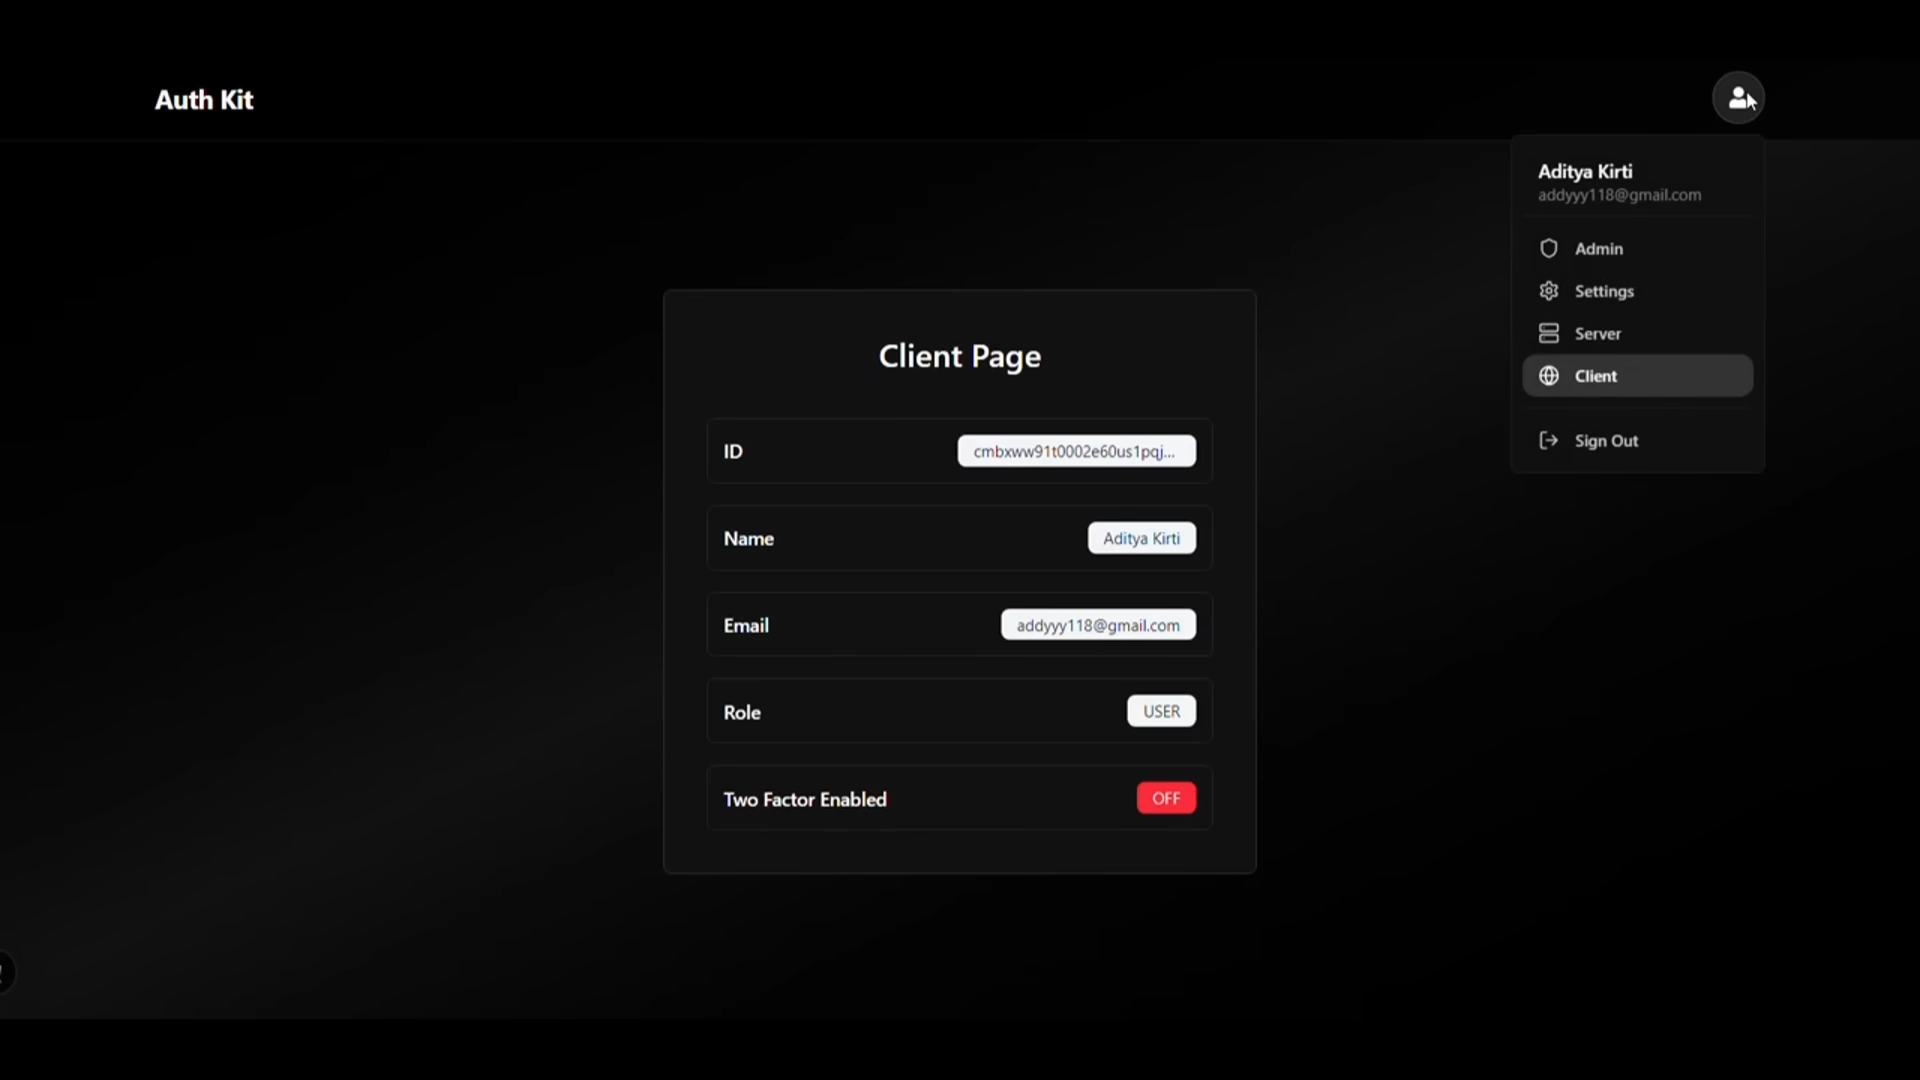 Auth Kit
Aditya Kirti
addyyy118@gmail.com
Admin
Settings
Server
Client
Sign Out
Client Page
ID
cmbxww91t0002e60us1pqj...
Name
Aditya Kirti
Email
addyyy118@gmail.com
Role
USER
Two Factor Enabled
OFF